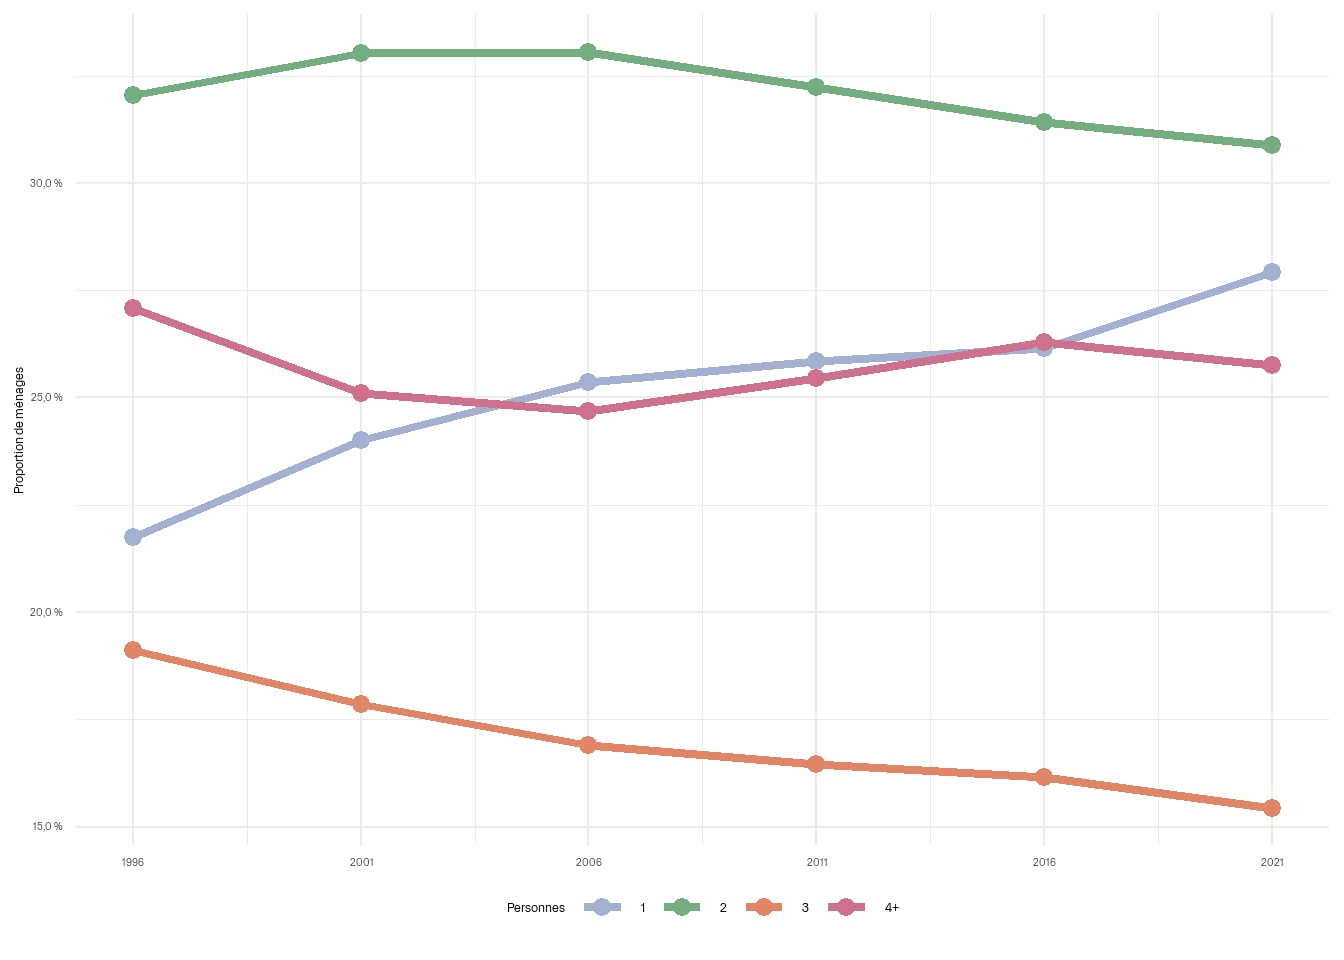 Proportion de ménages
30,0 %
25,0 %
20,0 %
15,0 %
1996 2001 2006 2011 2016 2021
Personnes 1 2 3 4+